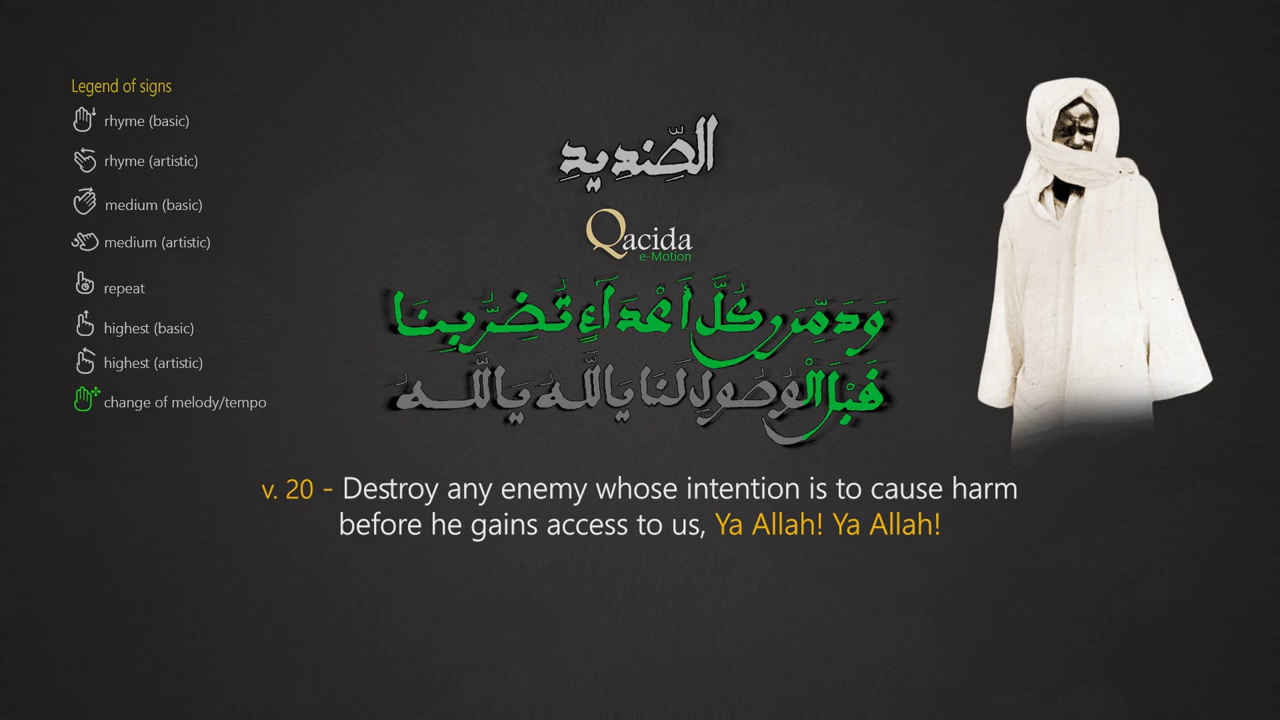 Legend of signs
rhyme (basic)
rhyme (artistic)
medium (basic)
medium (artistic)
repeat
highest (basic)
highest (artistic)
change of melody/tempo
الصِّنديدِ
Qacida
e-Motion
وَدَمِّرَن كُلَّ أَعْدَآءٍ تَضُرُّ بِنَا
قَبْلَ الْوُصُولِ لَنَا يَا اللَّهُ يَا اللَّهُ
v. 20 - Destroy any enemy whose intention is to cause harm
before he gains access to us, Ya Allah! Ya Allah!